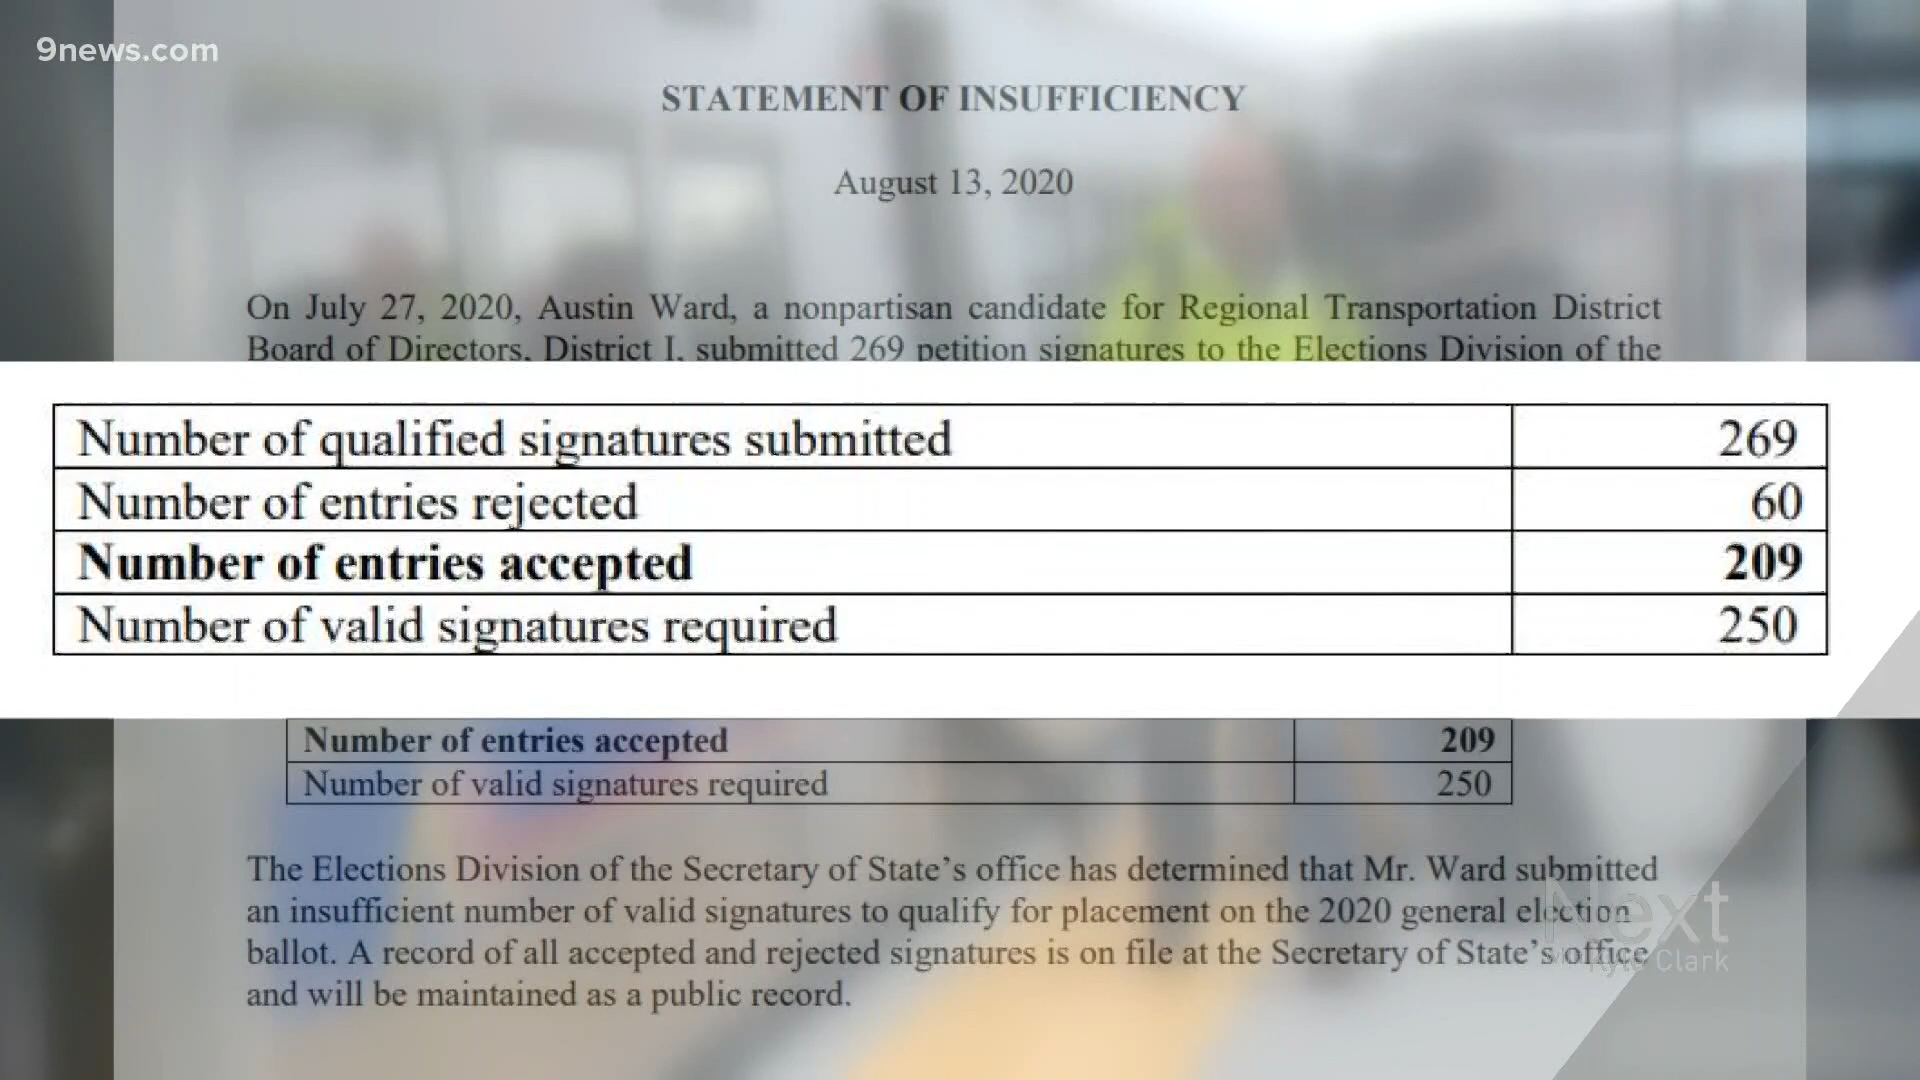 9news.com
STATEMENT OF INSUFFICIENCY
August 13, 2020
On July 27, 2020, Austin Ward, a nonpartisan candidate for Regional Transportation District
Board of Directors, District I, submitted 269 petition signatures to the Elections Division of the
Number of qualified signatures submitted 269
Number of entries rejected 60
Number of entries accepted 209
Number of valid signatures required 250
Number of entries accepted 209
Number of valid signatures required 250
The Elections Division of the Secretary of State’s office has determined that Mr. Ward submitted
an insufficient number of valid signatures to qualify for placement on the 2020 general election
ballot. A record of all accepted and rejected signatures is on file at the Secretary of State’s office
and will be maintained as a public record.
Next
Kyle Clark